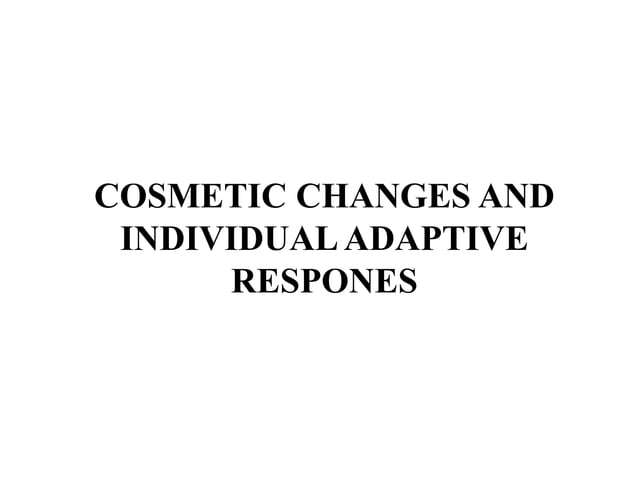 COSMETIC CHANGES AND
INDIVIDUAL ADAPTIVE
RESPONES